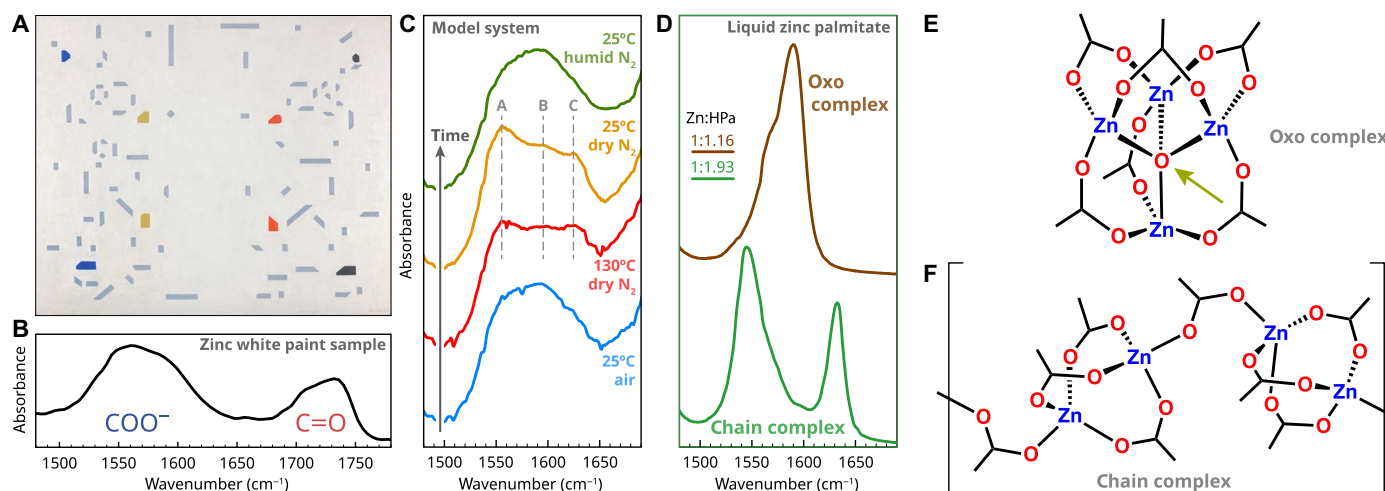 A
B
Absorbance
Zinc white paint sample
COO⁻
C=O
1500 1550 1600 1650 1700 1750
Wavenumber (cm⁻¹)
C
Absorbance
Model system
25ºC
humid N₂
A B C
Time
25ºC
dry N₂
130ºC
dry N₂
25ºC
air
1500 1550 1600 1650
Wavenumber (cm⁻¹)
D
Liquid zinc palmitate
Oxo
complex
Zn:HPa
1:1.16
1:1.93
Chain complex
1500 1550 1600 1650
Wavenumber (cm⁻¹)
E
O O
O O O O
Zn
Zn O Zn
O
O O
O
O Zn O
Oxo complex
F
O O
O O Zn
O Zn O O
O O Zn
O Zn O O
O O
O
Chain complex